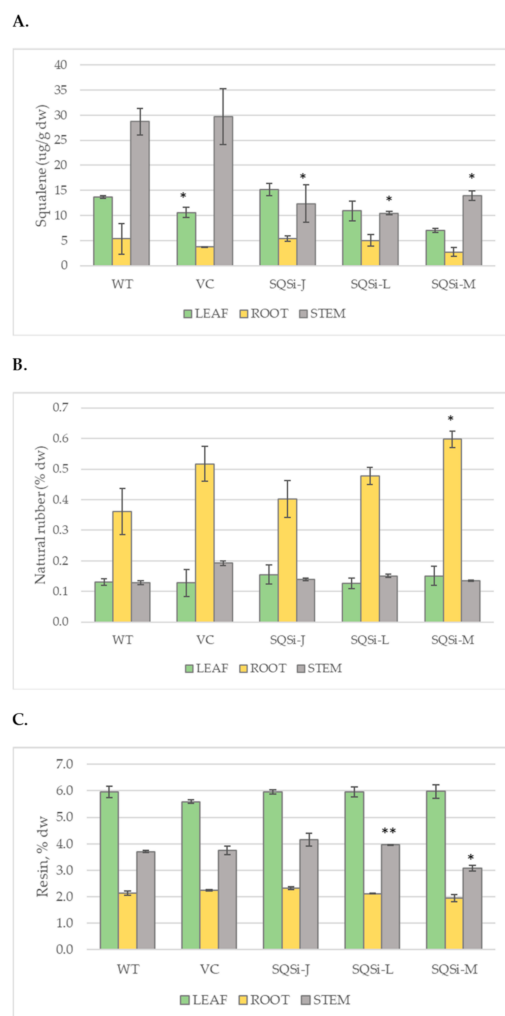 A.
40
35
30
25
20
15
10
5
0
Squalene (ug/g dw)
*
*
*
*
WT VC SQSi-J SQSi-L SQSi-M
LEAF ROOT STEM
B.
0.7
0.6
0.5
0.4
0.3
0.2
0.1
0.0
Natural rubber (% dw)
*
WT VC SQSi-J SQSi-L SQSi-M
LEAF ROOT STEM
C.
7.0
6.0
5.0
4.0
3.0
2.0
1.0
0.0
Resin, % dw
**
*
WT VC SQSi-J SQSi-L SQSi-M
LEAF ROOT STEM